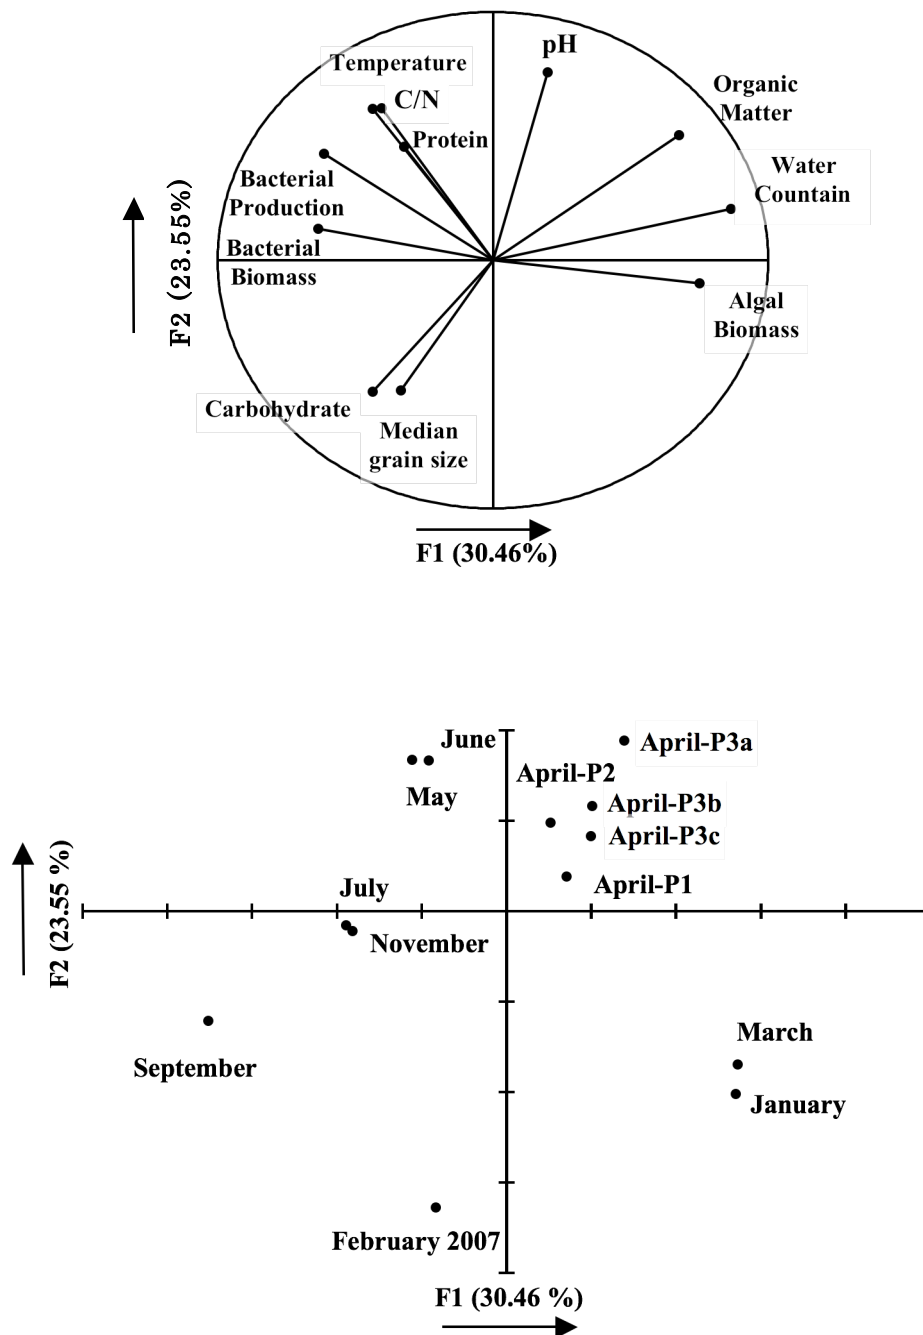 pH
Temperature
Organic
Matter
C/N
Protein
Water
Countain
Bacterial
Production
Bacterial
Biomass
F2 (23.55%)
Algal
Biomass
Carbohydrate
Median
grain size
F1 (30.46%)
June
April-P3a
April-P2
May
April-P3b
April-P3c
July
April-P1
F2 (23.55 %)
November
March
September
January
February 2007
F1 (30.46 %)